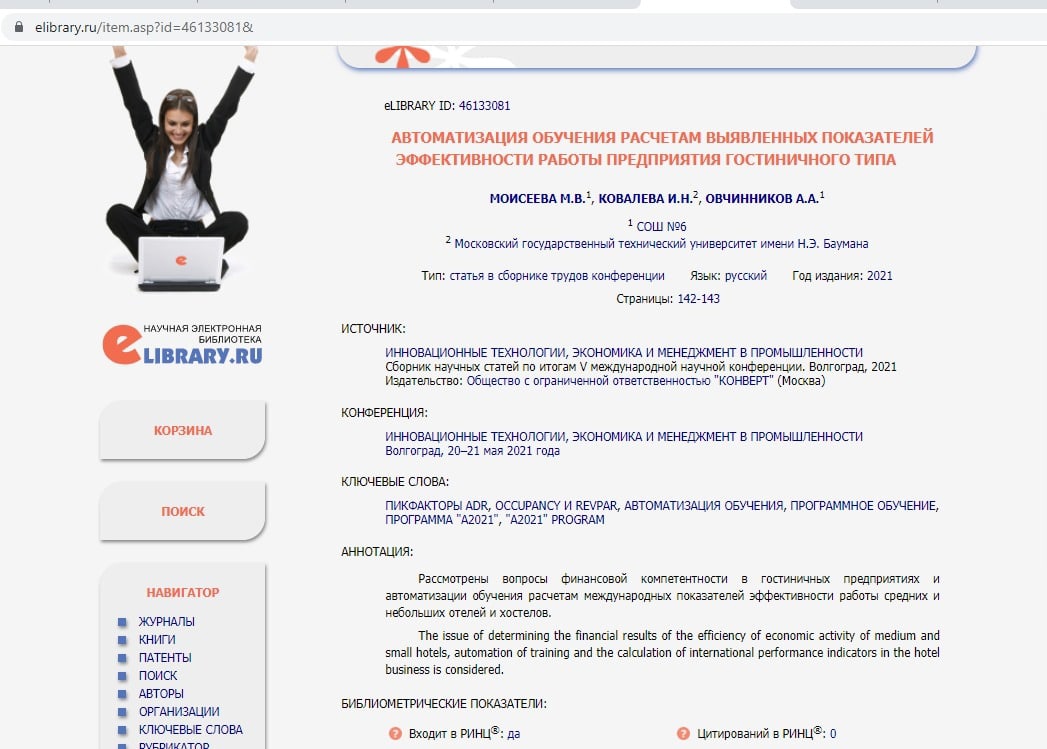 elibrary.ru/item.asp?id=46133081&
eLIBRARY ID: 46133081
АВТОМАТИЗАЦИЯ ОБУЧЕНИЯ РАСЧЕТАМ ВЫЯВЛЕННЫХ ПОКАЗАТЕЛЕЙ
ЭФФЕКТИВНОСТИ РАБОТЫ ПРЕДПРИЯТИЯ ГОСТИНИЧНОГО ТИПА
МОИСЕЕВА М.В.1, КОВАЛЕВА И.Н.2, ОВЧИННИКОВ А.А.1
1 СОШ №6
2 Московский государственный технический университет имени Н.Э. Баумана
Тип: статья в сборнике трудов конференции Язык: русский Год издания: 2021
Страницы: 142-143
ИСТОЧНИК:
ИННОВАЦИОННЫЕ ТЕХНОЛОГИИ, ЭКОНОМИКА И МЕНЕДЖМЕНТ В ПРОМЫШЛЕННОСТИ
Сборник научных статей по итогам V международной научной конференции. Волгоград, 2021
Издательство: Общество с ограниченной ответственностью "КОНВЕРТ" (Москва)
КОНФЕРЕНЦИЯ:
ИННОВАЦИОННЫЕ ТЕХНОЛОГИИ, ЭКОНОМИКА И МЕНЕДЖМЕНТ В ПРОМЫШЛЕННОСТИ
Волгоград, 20–21 мая 2021 года
КЛЮЧЕВЫЕ СЛОВА:
ПИКФАКТОРЫ ADR, OCCUPANCY И REVPAR, АВТОМАТИЗАЦИЯ ОБУЧЕНИЯ, ПРОГРАММНОЕ ОБУЧЕНИЕ,
ПРОГРАММА "А2021", "A2021" PROGRAM
АННОТАЦИЯ:
Рассмотрены вопросы финансовой компетентности в гостиничных предприятиях и
автоматизации обучения расчетам международных показателей эффективности работы средних и
небольших отелей и хостелов.
The issue of determining the financial results of the efficiency of economic activity of medium and
small hotels, automation of training and the calculation of international performance indicators in the hotel
business is considered.
БИБЛИОМЕТРИЧЕСКИЕ ПОКАЗАТЕЛИ:
? Входит в РИНЦ®: да
? Цитирований в РИНЦ®: 0
e
НАУЧНАЯ ЭЛЕКТРОННАЯ
БИБЛИОТЕКА
eLIBRARY.RU
КОРЗИНА
ПОИСК
НАВИГАТОР
ЖУРНАЛЫ
КНИГИ
ПАТЕНТЫ
ПОИСК
АВТОРЫ
ОРГАНИЗАЦИИ
КЛЮЧЕВЫЕ СЛОВА
РУБРИКАТОР